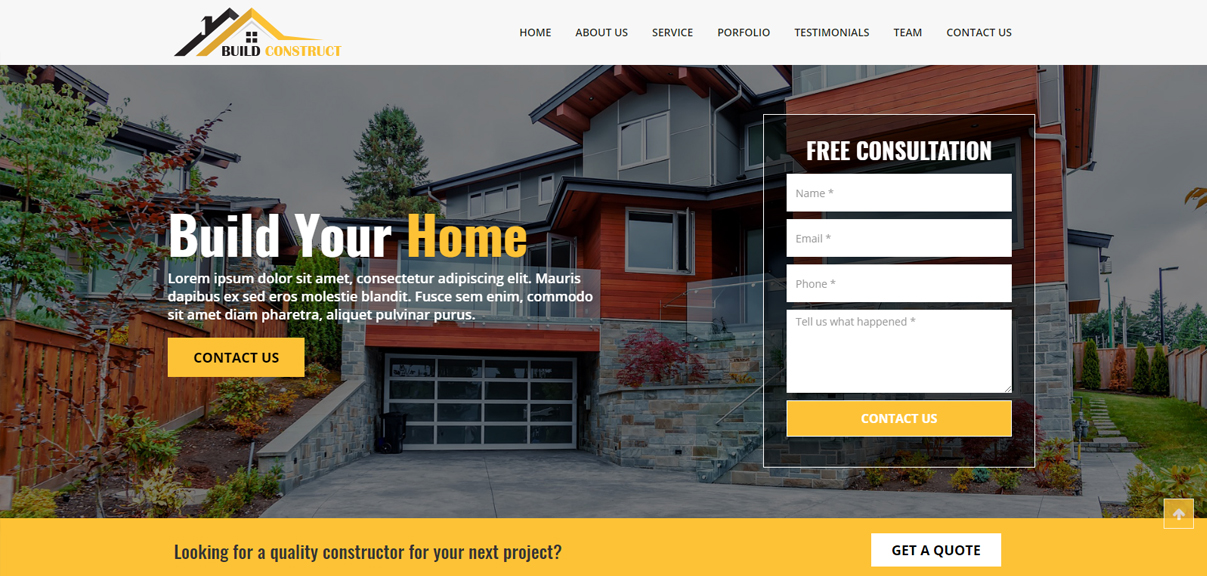 BUILD CONSTRUCT
HOME ABOUT US SERVICE PORFOLIO TESTIMONIALS TEAM CONTACT US
Build Your Home
Lorem ipsum dolor sit amet, consectetur adipiscing elit. Mauris
dapibus ex sed eros molestie blandit. Fusce sem enim, commodo
sit amet diam pharetra, aliquet pulvinar purus.
CONTACT US
FREE CONSULTATION
Name *
Email *
Phone *
Tell us what happened *
CONTACT US
Looking for a quality constructor for your next project?
GET A QUOTE